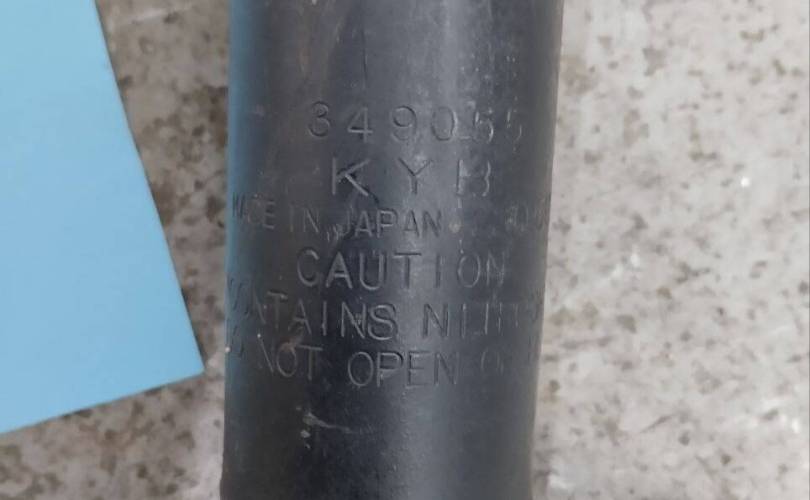 349055
KYB
MADE IN JAPAN
CAUTION
CONTAINS
NOT OPEN